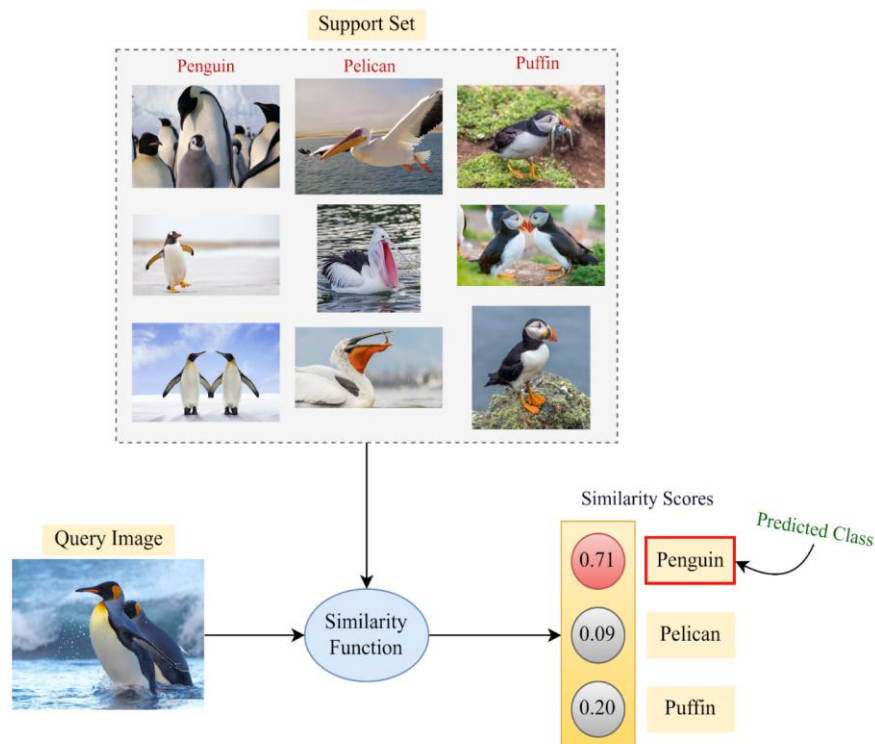 Support Set
Penguin
Pelican
Puffin
Similarity Scores
Predicted Class
Query Image
0.71
Penguin
Similarity
Function
0.09
Pelican
0.20
Puffin